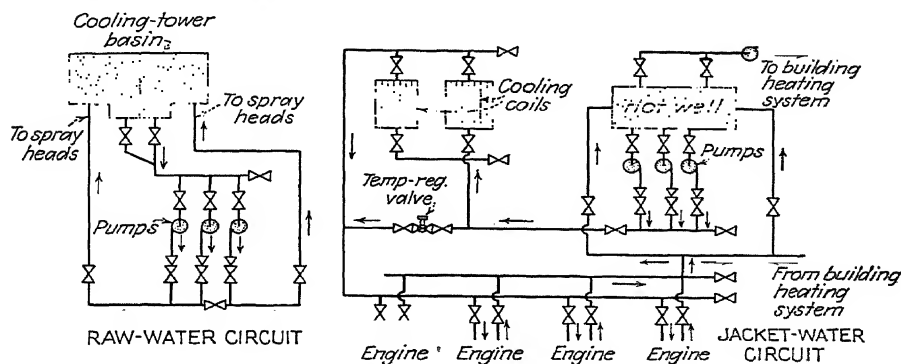 Cooling-tower
basin
To spray
heads
To spray
heads
Pumps
RAW-WATER CIRCUIT
Cooling
coils
Temp-reg.
valve
Hot well
To building
heating
system
Pumps
From building
heating
system
Engine
Engine
Engine
Engine
JACKET-WATER
CIRCUIT